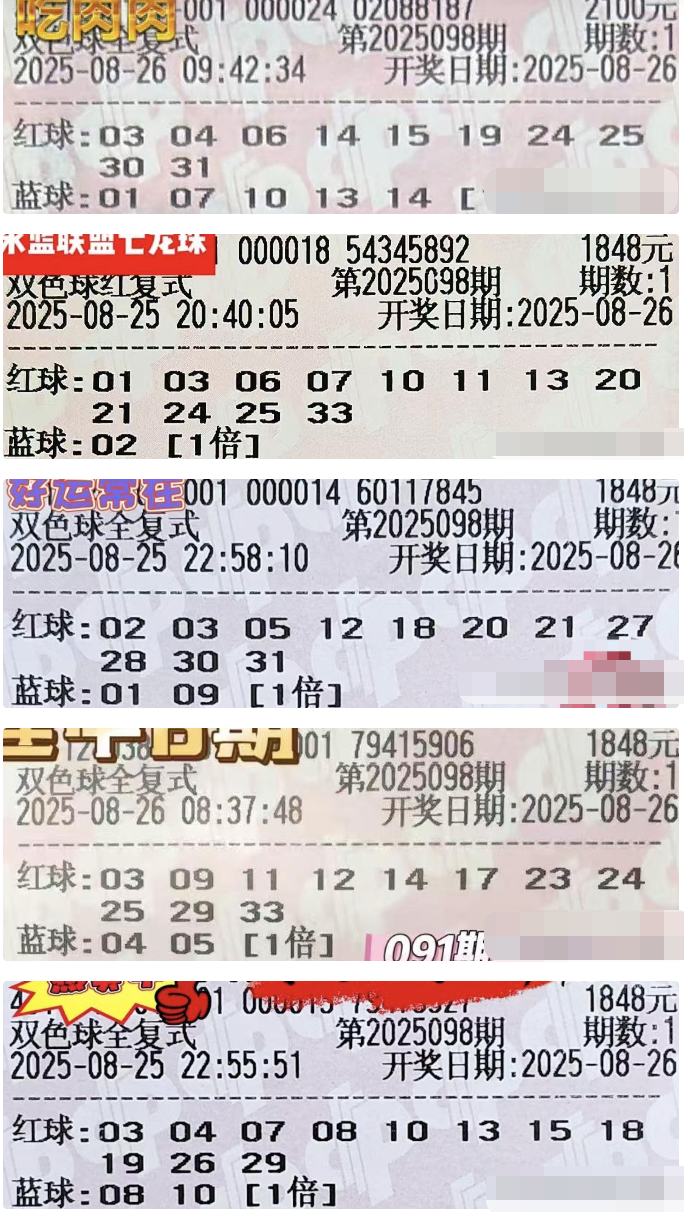 吃肉肉
001 000024 02088187 2100元
双色球全复式 第2025098期 期数:1
2025-08-26 09:42:34 开奖日期:2025-08-26
红球:03 04 06 14 15 19 24 25
30 31
蓝球:01 07 10 13 14 [
联盟七龙珠
000018 54345892 1848元
双色球红复式 第2025098期 期数:1
2025-08-25 20:40:05 开奖日期:2025-08-26
红球:01 03 06 07 10 11 13 20
21 24 25 33
蓝球:02 [1倍]
好运常在
001 000014 60117845 1848元
双色球全复式 第2025098期 期数:
2025-08-25 22:58:10 开奖日期:2025-08-26
红球:02 03 05 12 18 20 21 27
28 30 31
蓝球:01 09 [1倍]
001 79415906 1848元
双色球全复式 第2025098期 期数:1
2025-08-26 08:37:48 开奖日期:2025-08-26
红球:03 09 11 12 14 17 23 24
25 29 33
蓝球:04 05 [1倍]
091期
1848元
双色球全复式 第2025098期 期数:1
2025-08-25 22:55:51 开奖日期:2025-08-26
红球:03 04 07 08 10 13 15 18
19 26 29
蓝球:08 10 [1倍]